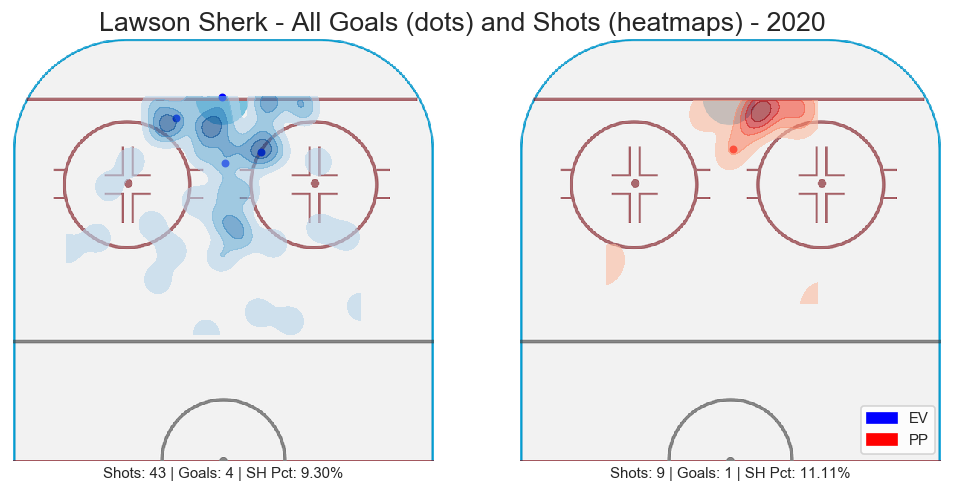 Lawson Sherk - All Goals (dots) and Shots (heatmaps) - 2020
EV
PP
Shots: 43 | Goals: 4 | SH Pct: 9.30%
Shots: 9 | Goals: 1 | SH Pct: 11.11%